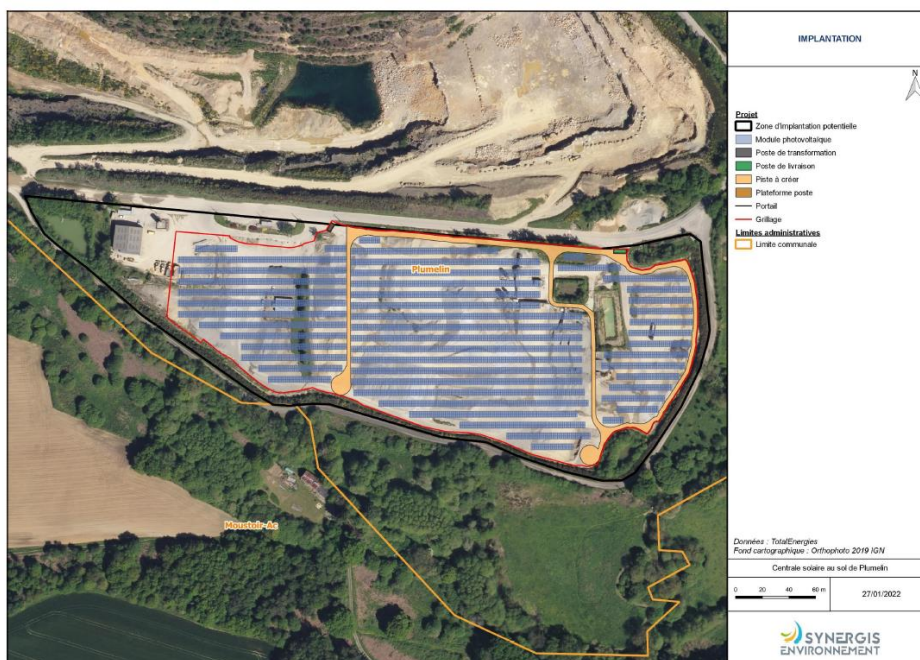 IMPLANTATION
N
Projet
Zone d'implantation potentielle
Module photovoltaïque
Poste de transformation
Poste de livraison
Piste à créer
Plateforme poste
Portail
Grillage
Limites administratives
Limite communale
Plumelin
Moustoir-Ac
Données : TotalEnergies
Fond cartographique : Orthophoto 2019 IGN
Centrale solaire au sol de Plumelin
0 20 40 60 m
27/01/2022
SYNERGIS
ENVIRONNEMENT